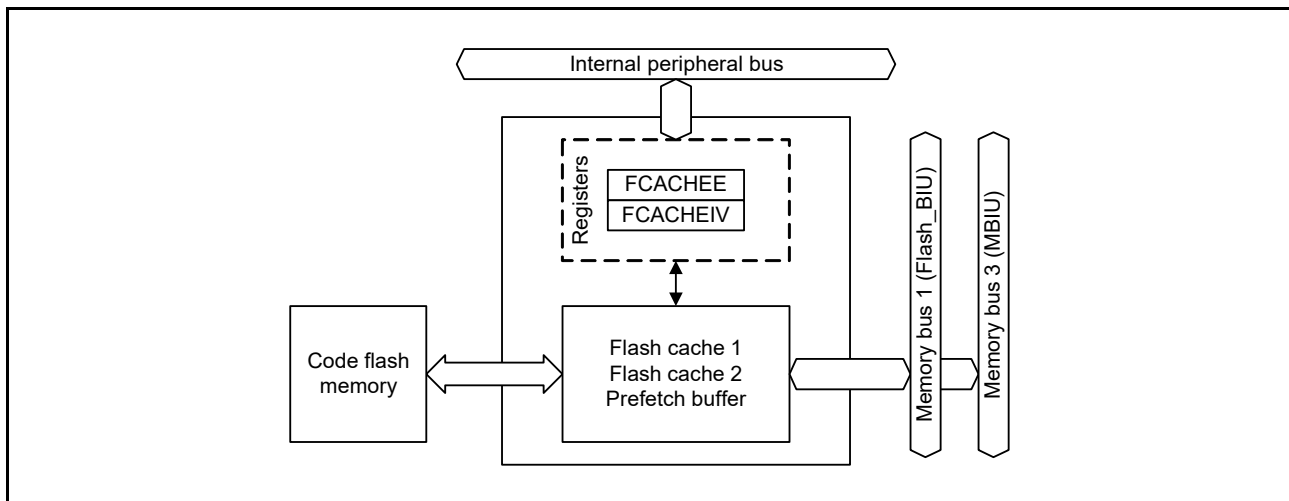 Internal peripheral bus
Registers
FCACHEE
FCACHEIV
Code flash
memory
Flash cache 1
Flash cache 2
Prefetch buffer
Memory bus 1 (Flash_BIU)
Memory bus 3 (MBIU)